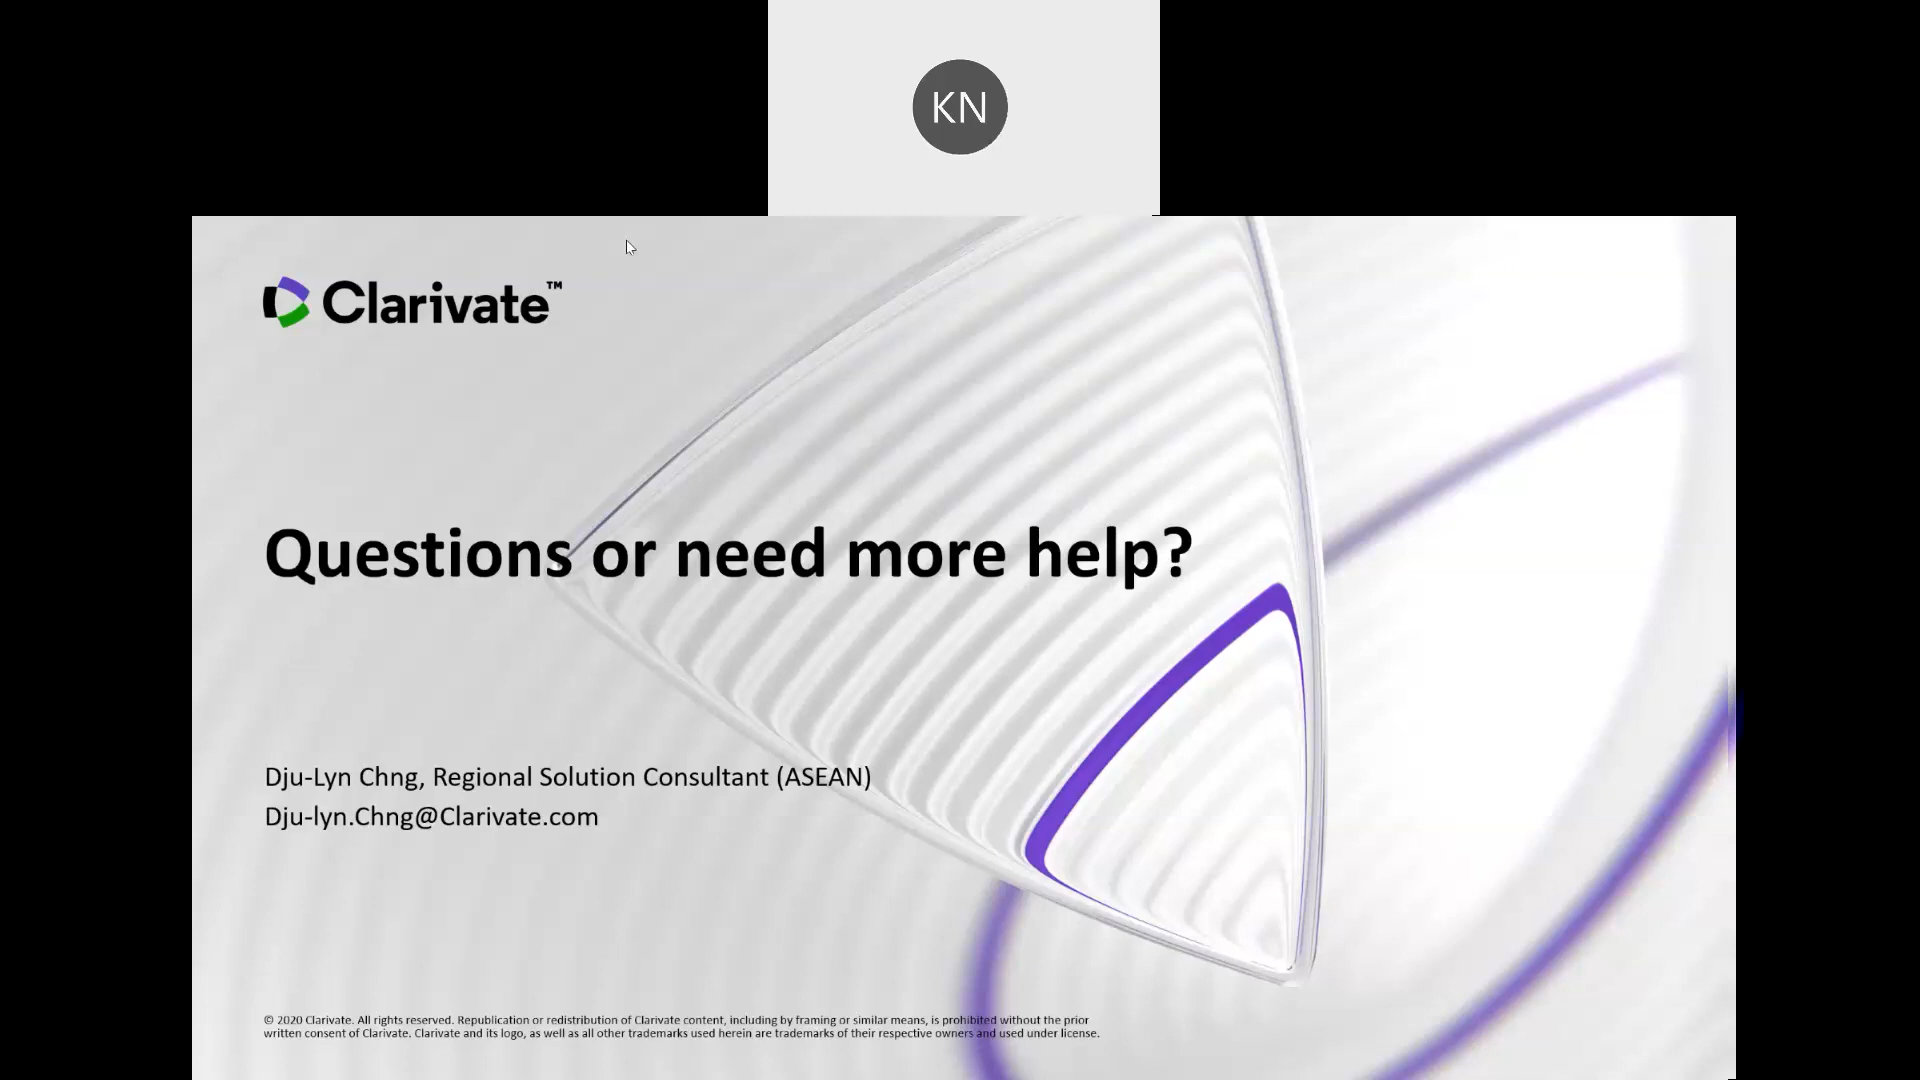 KN
Clarivate™
Questions or need more help?
Dju-Lyn Chng, Regional Solution Consultant (ASEAN)
Dju-lyn.Chng@Clarivate.com
© 2020 Clarivate. All rights reserved. Republication or redistribution of Clarivate content, including by framing or similar means, is prohibited without the prior
written consent of Clarivate. Clarivate and its logo, as well as all other trademarks used herein are trademarks of their respective owners and used under license.